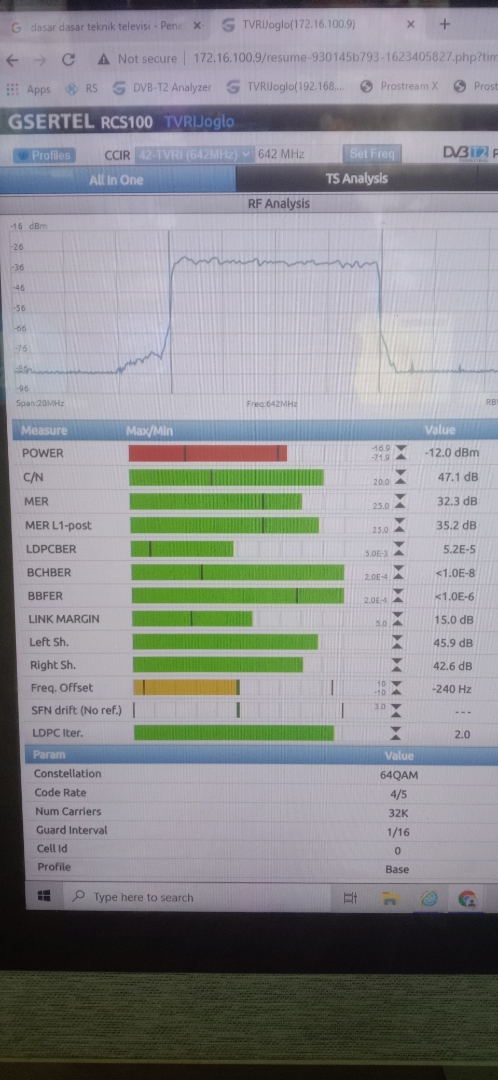 dasar dasar teknik televisi - Pene
TVRIJoglo(172.16.100.9)
Not secure | 172.16.100.9/resume-930145b793-1623405827.php?tim
Apps RS DVB-T2 Analyzer TVRIJoglo(192.168.... Prostream X Prost
GSERTEL RCS100 TVRIJoglo
Profiles CCIR 42-TVRI (642MHz) 642 MHz Set Freq DVB T2
All In One TS Analysis
RF Analysis
-16 dBm
-26
-36
-46
-56
-66
-76
-86
-96
Span:20MHz Freq:642MHz RB
Measure Max/Min Value
POWER -16.9 -71.9 -12.0 dBm
C/N 20.0 47.1 dB
MER 25.0 32.3 dB
MER L1-post 25.0 35.2 dB
LDPCBER 5.0E-3 5.2E-5
BCHBER 2.0E-4 <1.0E-8
BBFER 2.0E-4 <1.0E-6
LINK MARGIN 5.0 15.0 dB
Left Sh. 45.9 dB
Right Sh. 42.6 dB
Freq. Offset 10 -10 -240 Hz
SFN drift (No ref.) 3.0 ---
LDPC Iter. 2.0
Param Value
Constellation 64QAM
Code Rate 4/5
Num Carriers 32K
Guard Interval 1/16
Cell Id 0
Profile Base
Type here to search